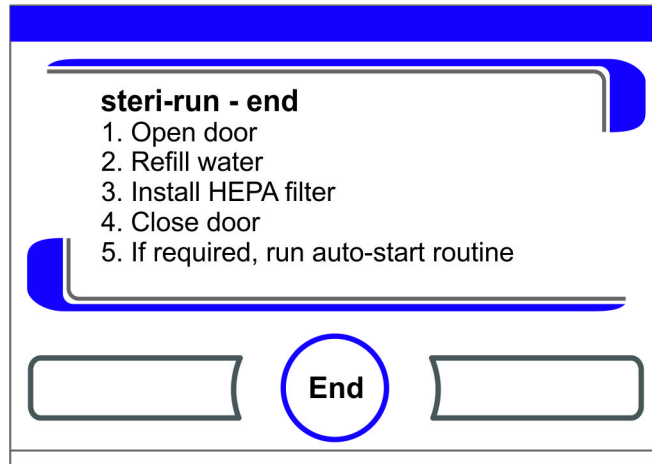 steri-run - end
1. Open door
2. Refill water
3. Install HEPA filter
4. Close door
5. If required, run auto-start routine
End